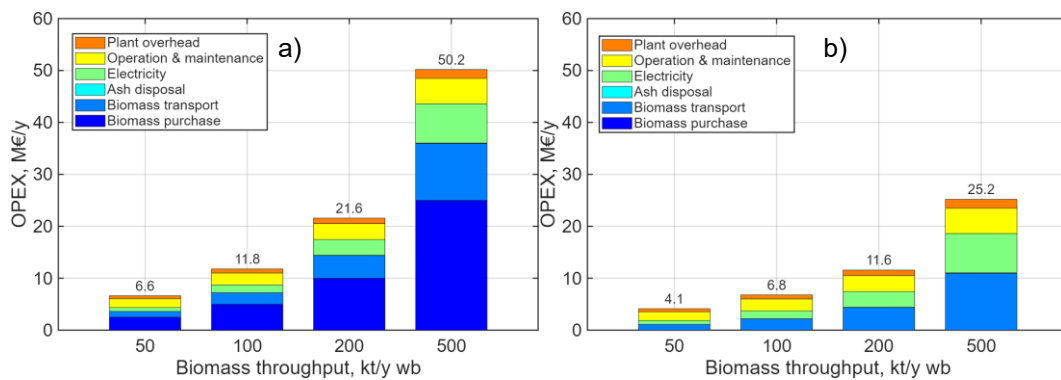 a)
OPEX, M€/y
60
50
40
30
20
10
0
Plant overhead
Operation & maintenance
Electricity
Ash disposal
Biomass transport
Biomass purchase
6.6
11.8
21.6
50.2
50
100
200
500
Biomass throughput, kt/y wb
b)
OPEX, M€/y
60
50
40
30
20
10
0
Plant overhead
Operation & maintenance
Electricity
Ash disposal
Biomass transport
Biomass purchase
4.1
6.8
11.6
25.2
50
100
200
500
Biomass throughput, kt/y wb